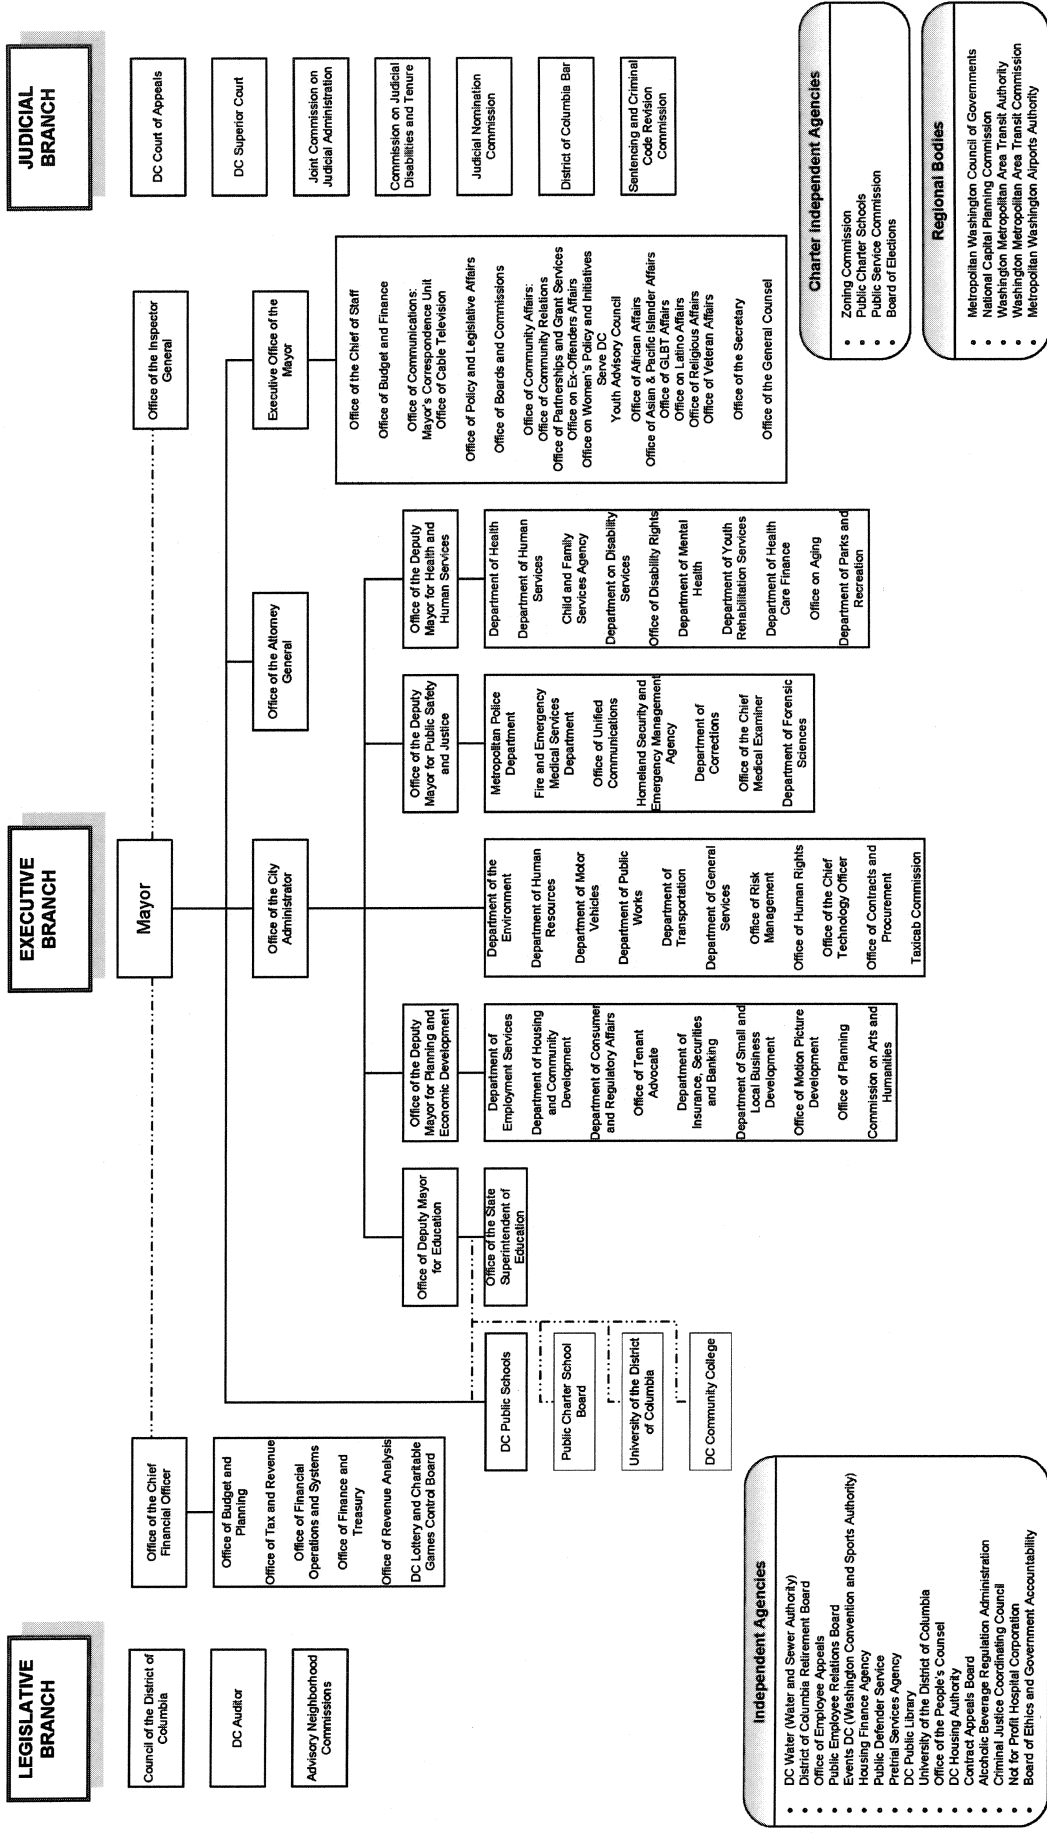 LEGISLATIVE
BRANCH
Council of the District of
Columbia
DC Auditor
Advisory Neighborhood
Commissions
EXECUTIVE
BRANCH
Mayor
Office of the Chief
Financial Officer
Office of Budget and
Planning
Office of Tax and Revenue
Office of Financial
Operations and Systems
Office of Finance and
Treasury
Office of Revenue Analysis
DC Lottery and Charitable
Games Control Board
Office of the Inspector
General
Office of the City
Administrator
Office of the Attorney
General
Executive Office of the
Mayor
Office of the Chief of Staff
Office of Budget and Finance
Office of Communications:
Mayor's Correspondence Unit
Office of Cable Television
Office of Policy and Legislative Affairs
Office of Boards and Commissions
Office of Community Affairs:
Office of Community Relations
Office of Partnerships and Grant Services
Office on Ex-Offenders Affairs
Office on Women's Policy and Initiatives
Serve DC
Youth Advisory Council
Office of African Affairs
Office of Asian & Pacific Islander Affairs
Office of GLBT Affairs
Office on Latino Affairs
Office of Religious Affairs
Office of Veteran Affairs
Office of the Secretary
Office of the General Counsel
Office of Deputy Mayor
for Education
Office of the State
Superintendent of
Education
DC Public Schools
Public Charter School
Board
University of the District
of Columbia
DC Community College
Office of the Deputy
Mayor for Planning and
Economic Development
Department of
Employment Services
Department of Housing
and Community
Development
Department of Consumer
and Regulatory Affairs
Office of Tenant
Advocate
Department of
Insurance, Securities
and Banking
Department of Small and
Local Business
Development
Office of Motion Picture
Development
Office of Planning
Commission on Arts and
Humanities
Department of the
Environment
Department of Human
Resources
Department of Motor
Vehicles
Department of Public
Works
Department of
Transportation
Department of General
Services
Office of Risk
Management
Office of Human Rights
Office of the Chief
Technology Officer
Office of Contracts and
Procurement
Taxicab Commission
Office of the Deputy
Mayor for Public Safety
and Justice
Metropolitan Police
Department
Fire and Emergency
Medical Services
Department
Office of Unified
Communications
Homeland Security and
Emergency Management
Agency
Department of
Corrections
Office of the Chief
Medical Examiner
Department of Forensic
Sciences
Office of the Deputy
Mayor for Health and
Human Services
Department of Health
Department of Human
Services
Child and Family
Services Agency
Department on Disability
Services
Office of Disability Rights
Department of Mental
Health
Department of Youth
Rehabilitation Services
Department of Health
Care Finance
Office on Aging
Department of Parks and
Recreation
JUDICIAL
BRANCH
DC Court of Appeals
DC Superior Court
Joint Commission on
Judicial Administration
Commission on Judicial
Disabilities and Tenure
Judicial Nomination
Commission
District of Columbia Bar
Sentencing and Criminal
Code Revision
Commission
Independent Agencies
• DC Water (Water and Sewer Authority)
• District of Columbia Retirement Board
• Office of Employee Appeals
• Public Employee Relations Board
• Events DC (Washington Convention and Sports Authority)
• Housing Finance Agency
• Public Defender Service
• Pretrial Services Agency
• DC Public Library
• University of the District of Columbia
• Office of the People's Counsel
• DC Housing Authority
• Contract Appeals Board
• Alcoholic Beverage Regulation Administration
• Criminal Justice Coordinating Council
• Not for Profit Hospital Corporation
• Board of Ethics and Government Accountability
Charter Independent Agencies
• Zoning Commission
• Public Charter Schools
• Public Service Commission
• Board of Elections
Regional Bodies
• Metropolitan Washington Council of Governments
• National Capital Planning Commission
• Washington Metropolitan Area Transit Authority
• Washington Metropolitan Area Transit Commission
• Metropolitan Washington Airports Authority